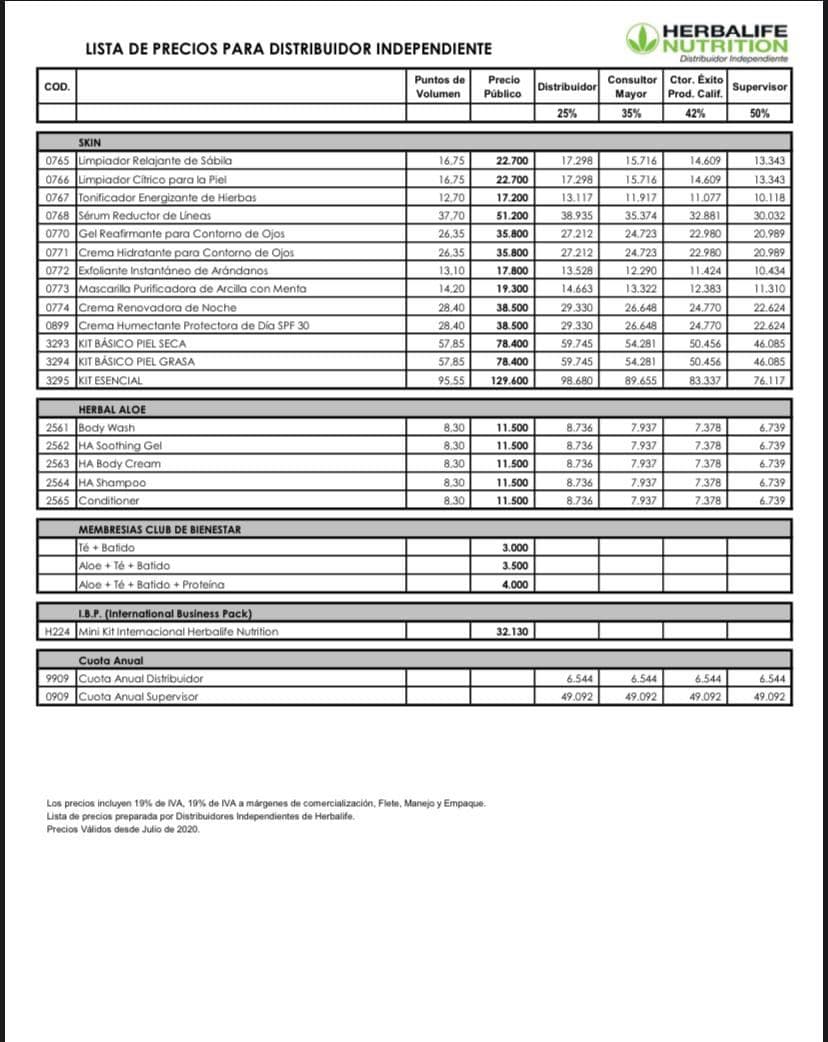 HERBALIFE
NUTRITION
Distribuidor Independiente
LISTA DE PRECIOS PARA DISTRIBUIDOR INDEPENDIENTE
COD. Puntos de Volumen Precio Público Distribuidor Consultor Mayor Ctor. Éxito Prod. Calif. Supervisor
25% 35% 42% 50%
SKIN
0765 Limpiador Relajante de Sábila 16,75 22.700 17.298 15.716 14.609 13.343
0766 Limpiador Cítrico para la Piel 16,75 22.700 17.298 15.716 14.609 13.343
0767 Tonificador Energizante de Hierbas 12,70 17.200 13.117 11.917 11.077 10.118
0768 Sérum Reductor de Líneas 37,70 51.200 38.935 35.374 32.881 30.032
0770 Gel Reafirmante para Contorno de Ojos 26,35 35.800 27.212 24.723 22.980 20.989
0771 Crema Hidratante para Contorno de Ojos 26,35 35.800 27.212 24.723 22.980 20.989
0772 Exfoliante Instantáneo de Arándanos 13,10 17.800 13.528 12.290 11.424 10.434
0773 Mascarilla Purificadora de Arcilla con Menta 14,20 19.300 14.663 13.322 12.383 11.310
0774 Crema Renovadora de Noche 28,40 38.500 29.330 26.648 24.770 22.624
0899 Crema Humectante Protectora de Día SPF 30 28,40 38.500 29.330 26.648 24.770 22.624
3293 KIT BÁSICO PIEL SECA 57,85 78.400 59.745 54.281 50.456 46.085
3294 KIT BÁSICO PIEL GRASA 57,85 78.400 59.745 54.281 50.456 46.085
3295 KIT ESENCIAL 95,55 129.600 98.680 89.655 83.337 76.117
HERBAL ALOE
2561 Body Wash 8,30 11.500 8.736 7.937 7.378 6.739
2562 HA Soothing Gel 8,30 11.500 8.736 7.937 7.378 6.739
2563 HA Body Cream 8,30 11.500 8.736 7.937 7.378 6.739
2564 HA Shampoo 8,30 11.500 8.736 7.937 7.378 6.739
2565 Conditioner 8,30 11.500 8.736 7.937 7.378 6.739
MEMBRESIAS CLUB DE BIENESTAR
Té + Batido 3.000
Aloe + Té + Batido 3.500
Aloe + Té + Batido + Proteína 4.000
I.B.P. (International Business Pack)
H224 Mini Kit Internacional Herbalife Nutrition 32.130
Cuota Anual
9909 Cuota Anual Distribuidor 6.544 6.544 6.544 6.544
0909 Cuota Anual Supervisor 49.092 49.092 49.092 49.092
Los precios incluyen 19% de IVA, 19% de IVA a márgenes de comercialización, Flete, Manejo y Empaque.
Lista de precios preparada por Distribuidores Independientes de Herbalife.
Precios Válidos desde Julio de 2020.